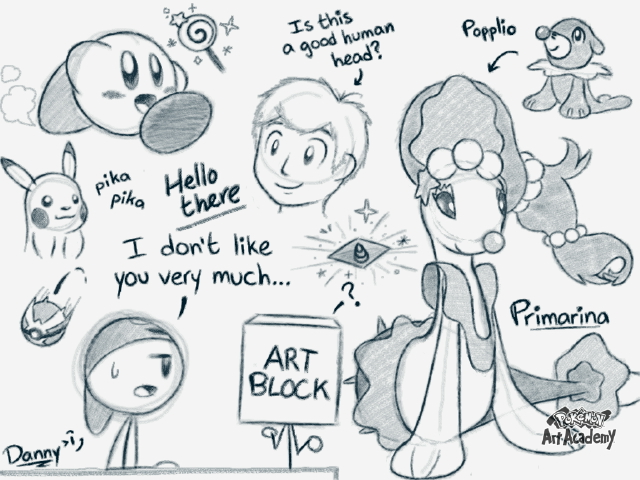 Is this
a good human
head?
Popplio
pika
pika
Hello
there
I don't like
you very much...
?
Primarina
ART
BLOCK
POKéMON
Art Academy
Danny